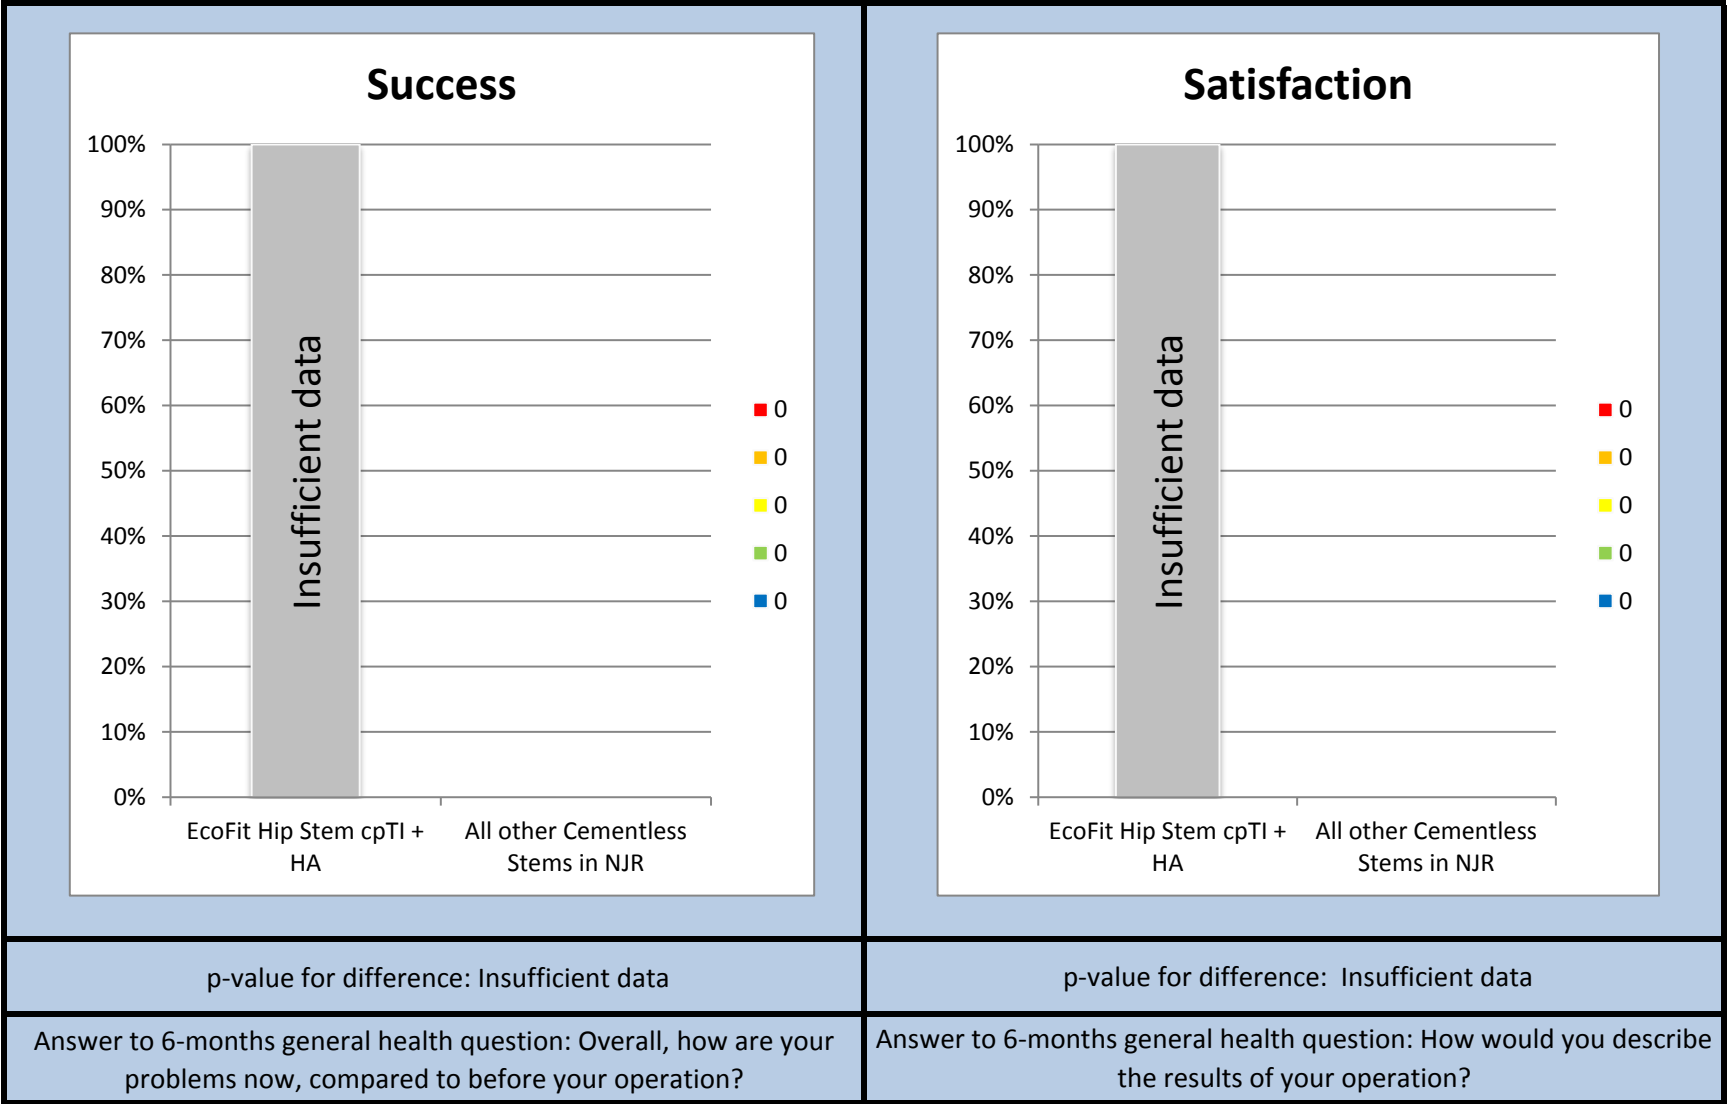 Success
100%
90%
80%
70%
60%
50%
40%
30%
20%
10%
0%
Insufficient data
EcoFit Hip Stem cpTI +
HA
All other Cementless
Stems in NJR
0
0
0
0
0
Satisfaction
100%
90%
80%
70%
60%
50%
40%
30%
20%
10%
0%
Insufficient data
EcoFit Hip Stem cpTI +
HA
All other Cementless
Stems in NJR
0
0
0
0
0
p-value for difference: Insufficient data
p-value for difference:  Insufficient data
Answer to 6-months general health question: Overall, how are your
problems now, compared to before your operation?
Answer to 6-months general health question: How would you describe
the results of your operation?